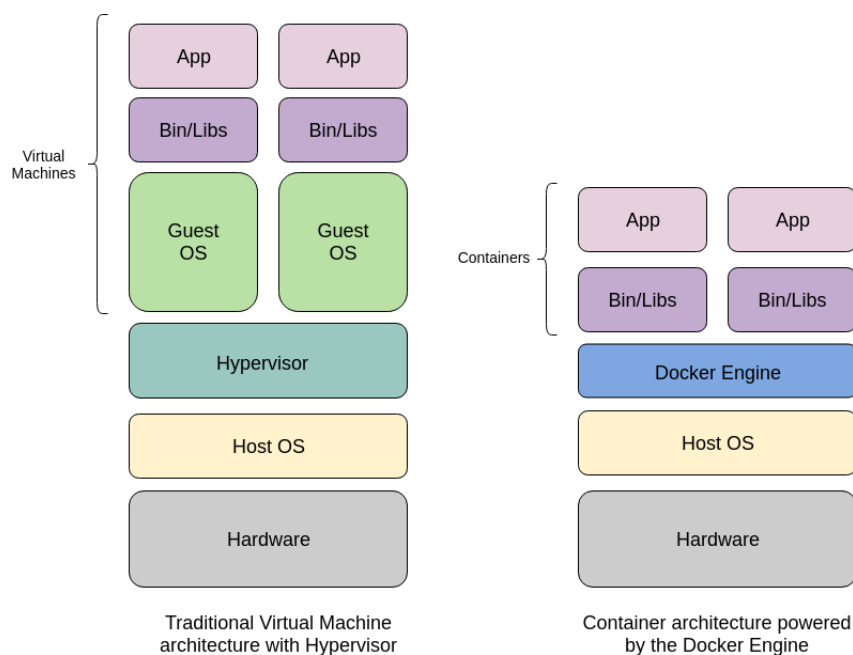 App
App
Bin/Libs
Bin/Libs
Virtual
Machines
Guest
OS
Guest
OS
Hypervisor
Host OS
Hardware
Traditional Virtual Machine
architecture with Hypervisor
App
App
Containers
Bin/Libs
Bin/Libs
Docker Engine
Host OS
Hardware
Container architecture powered
by the Docker Engine